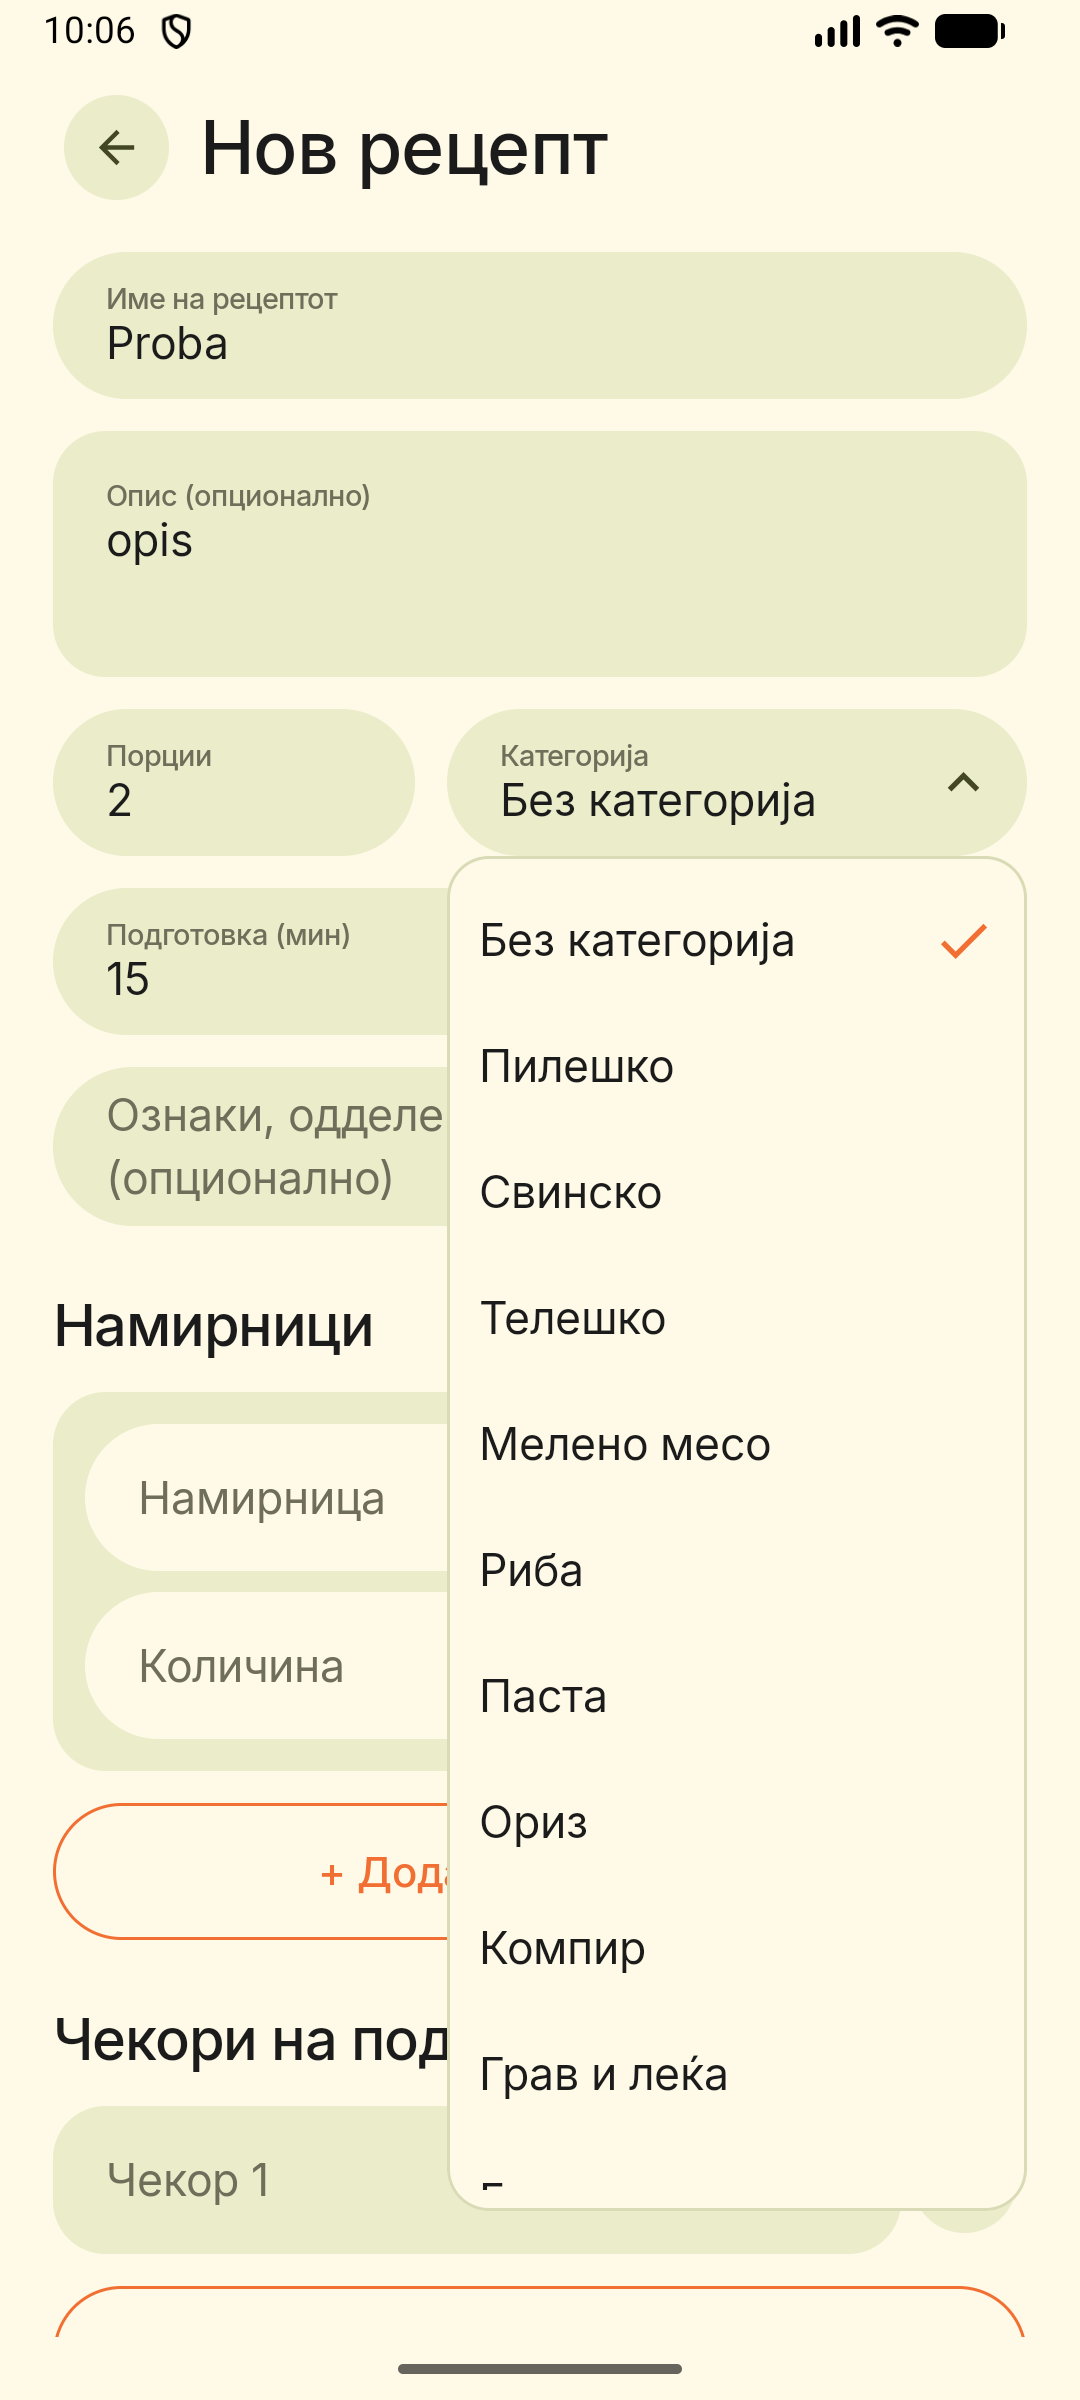 10:06
Нов рецепт
Име на рецептот
Proba
Опис (опционално)
opis
Порции
2
Категорија
Без категорија
Подготовка (мин)
15
Ознаки, одделе
(опционално)
Без категорија
Пилешко
Свинско
Телешко
Мелено месо
Риба
Паста
Ориз
Компир
Грав и леќа
Намирници
Намирница
Количина
+ Дода
Чекори на под
Чекор 1